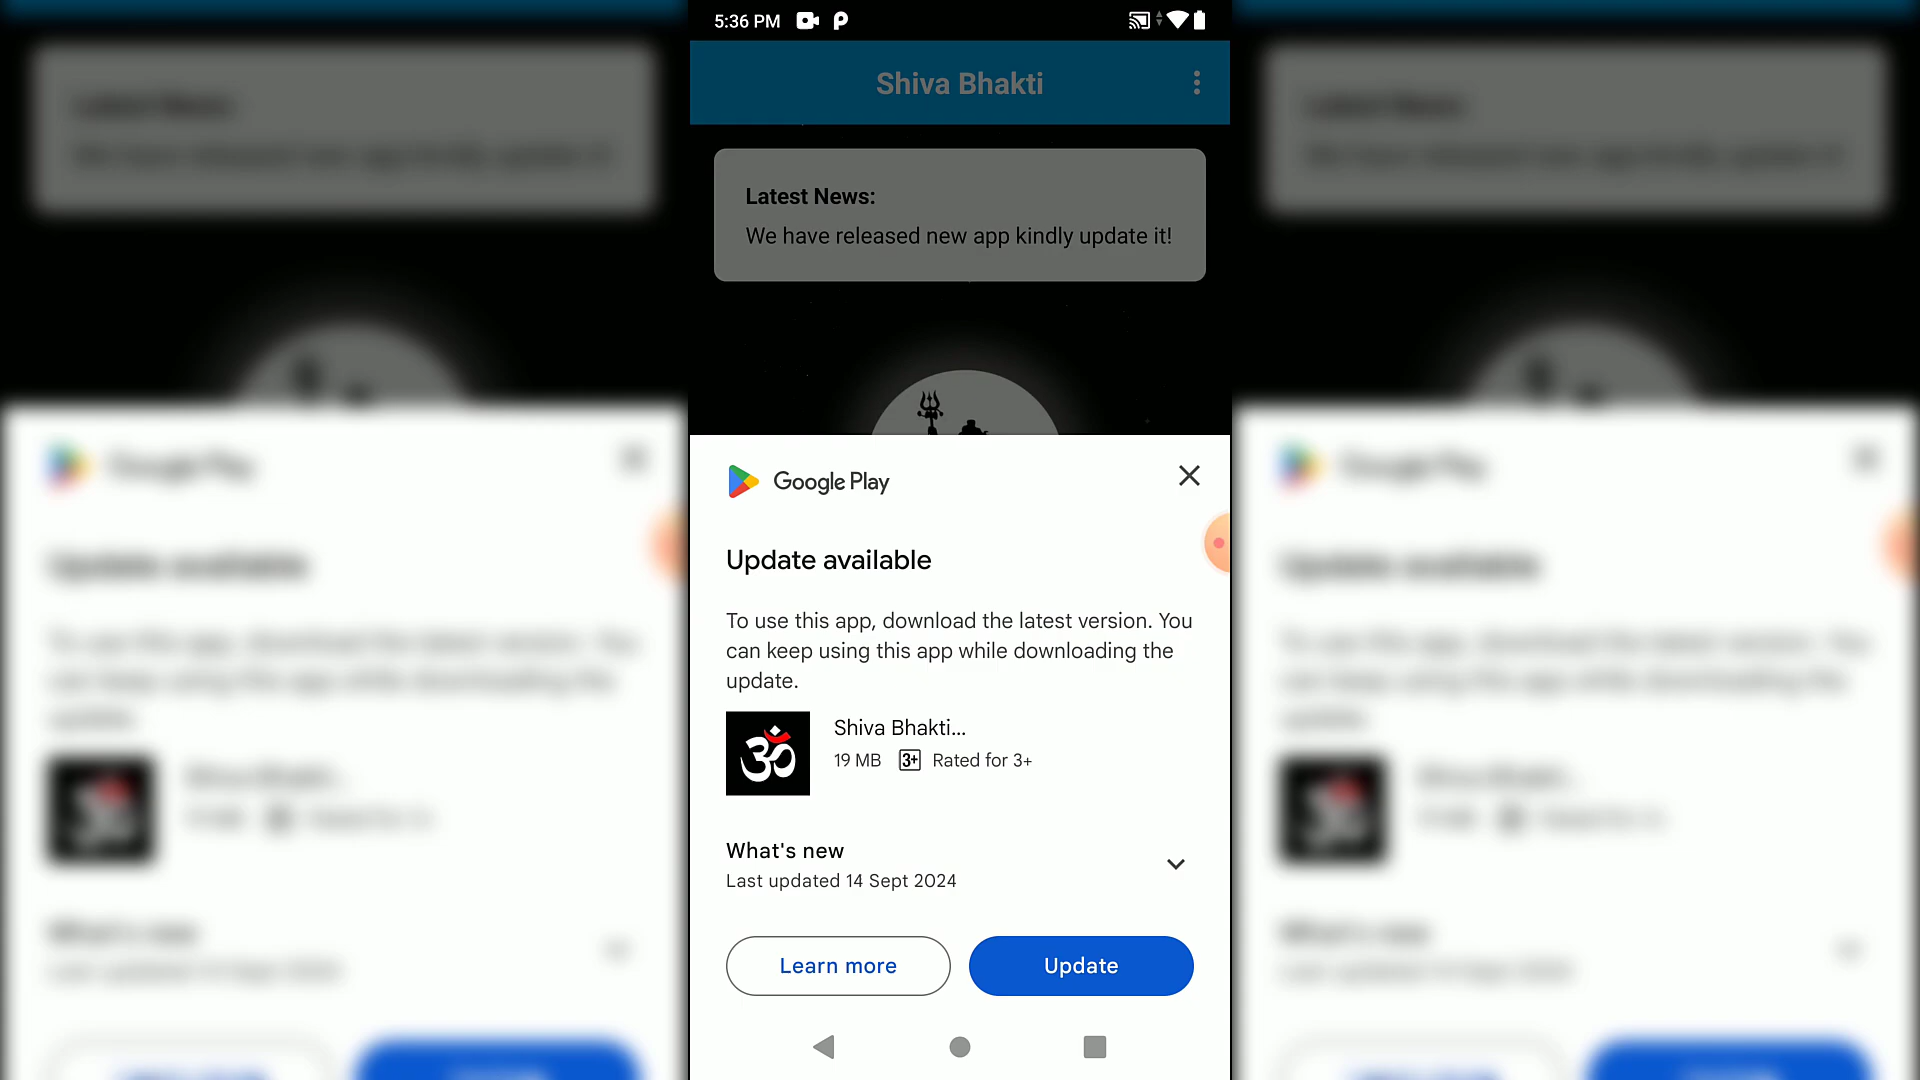 5:36 PM
Shiva Bhakti
Latest News:
We have released new app kindly update it!
Google Play
Update available
To use this app, download the latest version. You
can keep using this app while downloading the
update.
Shiva Bhakti...
19 MB 3+ Rated for 3+
What's new
Last updated 14 Sept 2024
Learn more
Update